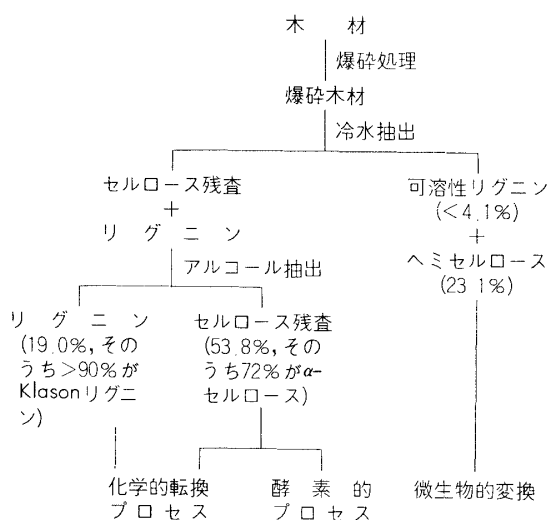 木材
爆砕処理
爆砕木材
冷水抽出
セルロース残査
+
リグニン
可溶性リグニン
(<4.1%)
+
ヘミセルロース
(23.1%)
アルコール抽出
リグニン
(19.0%,その
うち>90%が
Klasonリグニ
ン)
セルロース残査
(53.8%,その
うち72%がα-
セルロース)
化学的転換
プロセス
酵素的
プロセス
微生物的変換